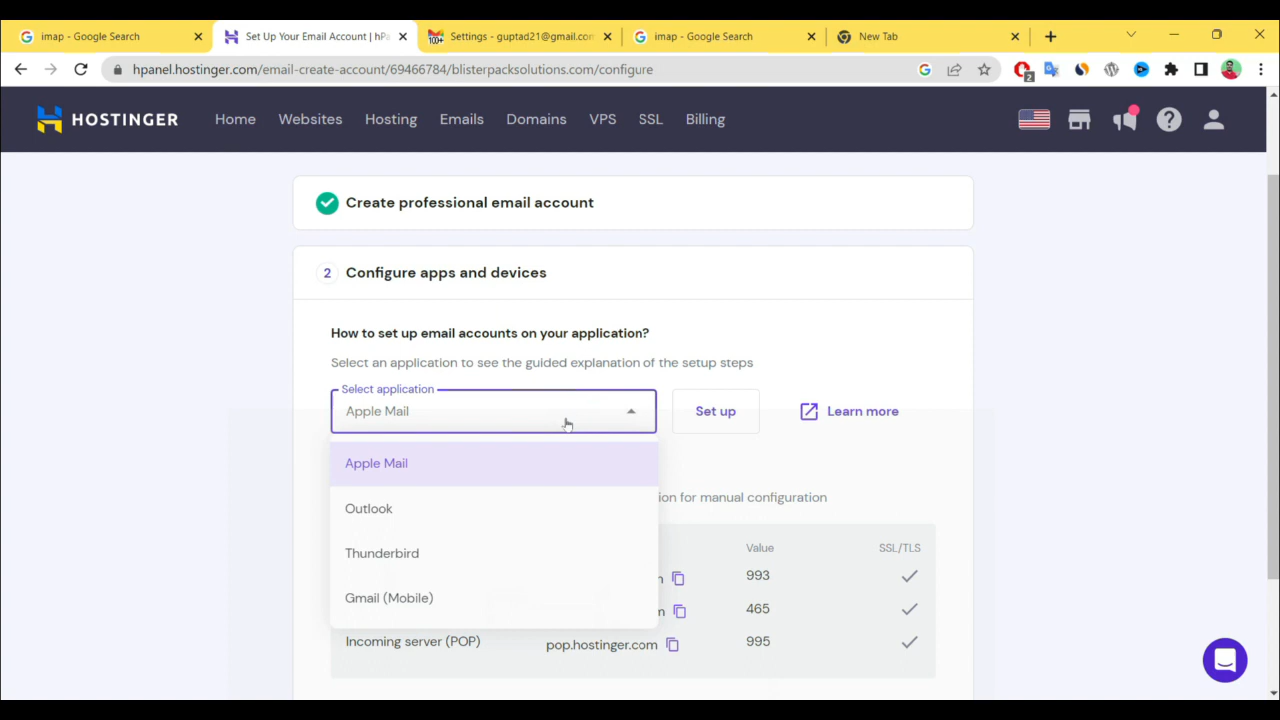 imap - Google Search
Set Up Your Email Account | hPa
100+
Settings - guptad21@gmail.com
imap - Google Search
New Tab
hpanel.hostinger.com/email-create-account/69466784/blisterpacksolutions.com/configure
2
HOSTINGER
Home
Websites
Hosting
Emails
Domains
VPS
SSL
Billing
Create professional email account
2
Configure apps and devices
How to set up email accounts on your application?
Select an application to see the guided explanation of the setup steps
Select application
Apple Mail
Set up
Learn more
Apple Mail
Outlook
Thunderbird
Gmail (Mobile)
ion for manual configuration
Value
SSL/TLS
993
465
Incoming server (POP)
pop.hostinger.com
995